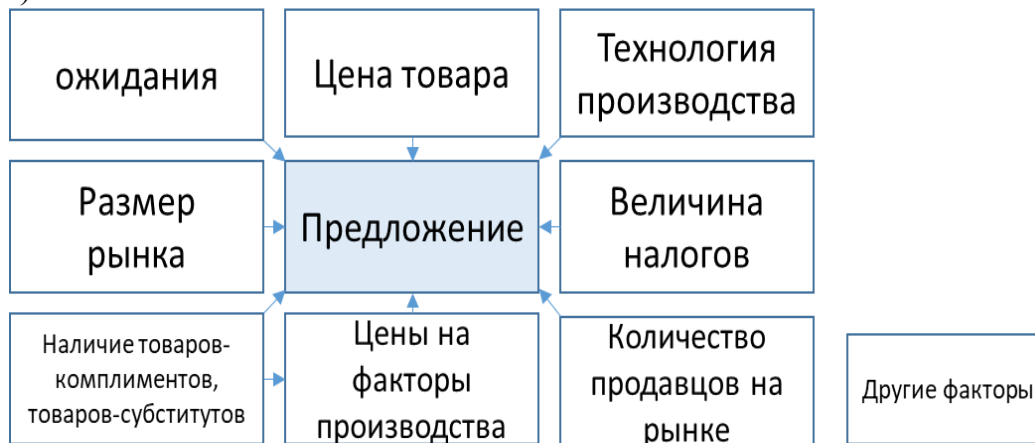 ожидания
Цена товара
Технология
производства
Размер
рынка
Предложение
Величина
налогов
Наличие товаров-
комплиментов,
товаров-субститутов
Цены на
факторы
производства
Количество
продавцов на
рынке
Другие факторы